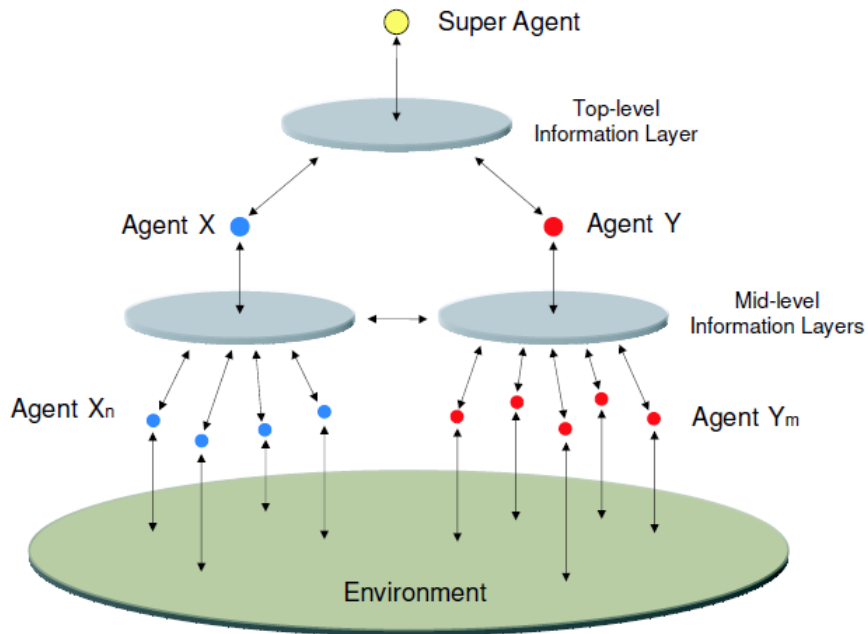 Super Agent
Top-level
Information Layer
Agent X
Agent Y
Mid-level
Information Layers
Agent Xn
Agent Ym
Environment